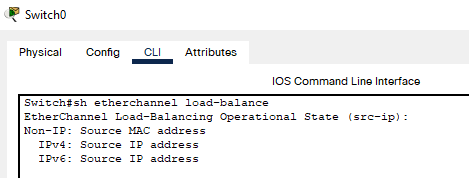 Switch0
Physical Config CLI Attributes
IOS Command Line Interface
Switch#sh etherchannel load-balance
EtherChannel Load-Balancing Operational State (src-ip):
Non-IP: Source MAC address
IPv4: Source IP address
IPv6: Source IP address